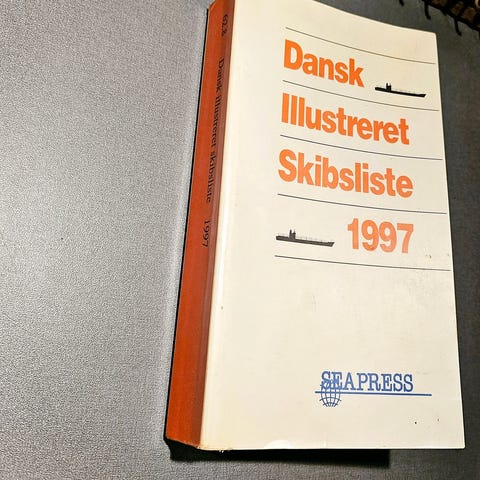 Dansk
Illustreret
Skibsliste
1997
SEAPRESS
Dansk illustreret skibsliste 1997